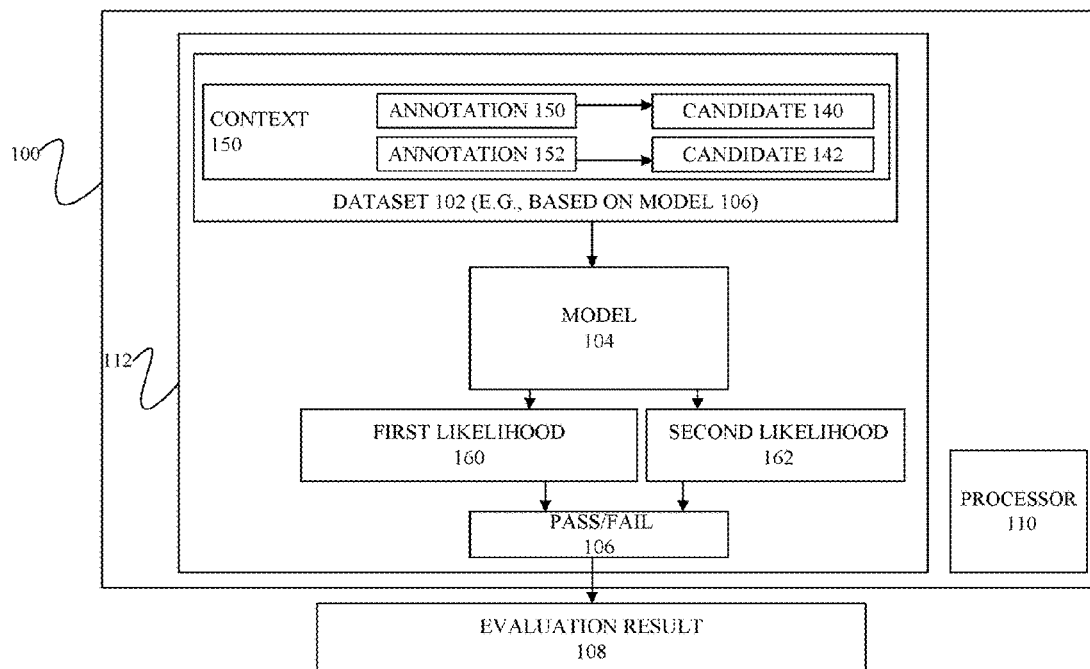 CONTEXT
150
ANNOTATION 150
CANDIDATE 140
ANNOTATION 152
CANDIDATE 142
DATASET 102 (E.G., BASED ON MODEL 106)
100
MODEL
104
112
FIRST LIKELIHOOD
160
SECOND LIKELIHOOD
162
PASS/FAIL
106
PROCESSOR
110
EVALUATION RESULT
108